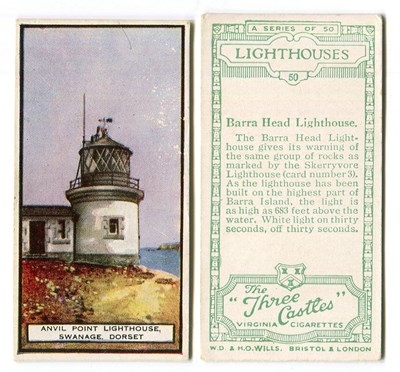 ANVIL POINT LIGHTHOUSE,
SWANAGE, DORSET
A SERIES OF 50
LIGHTHOUSES
50
Barra Head Lighthouse.
The Barra Head Light-
house gives its warning of
the same group of rocks as
marked by the Skerryvore
Lighthouse (card number 3).
As the lighthouse has been
built on the highest part of
Barra Island, the light is
as high as 683 feet above the
water. White light on thirty
seconds, off thirty seconds.
The
"Three
Castles"
VIRGINIA CIGARETTES
W.D. & H.O. WILLS. BRISTOL & LONDON